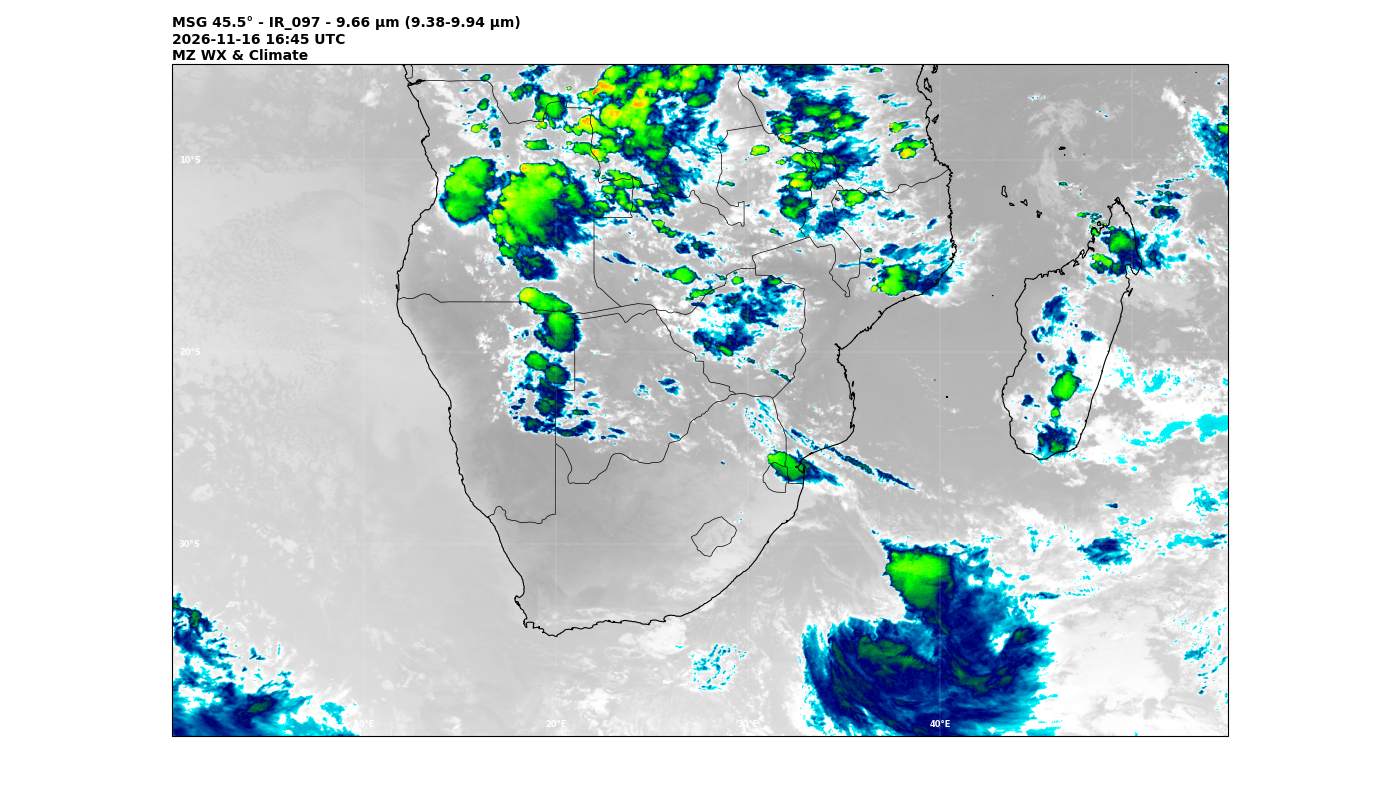 MSG 45.5° - IR_097 - 9.66 µm (9.38-9.94 µm)
2026-11-16 16:45 UTC
MZ WX & Climate
10°S
20°S
30°S
10°E
20°E
30°E
40°E